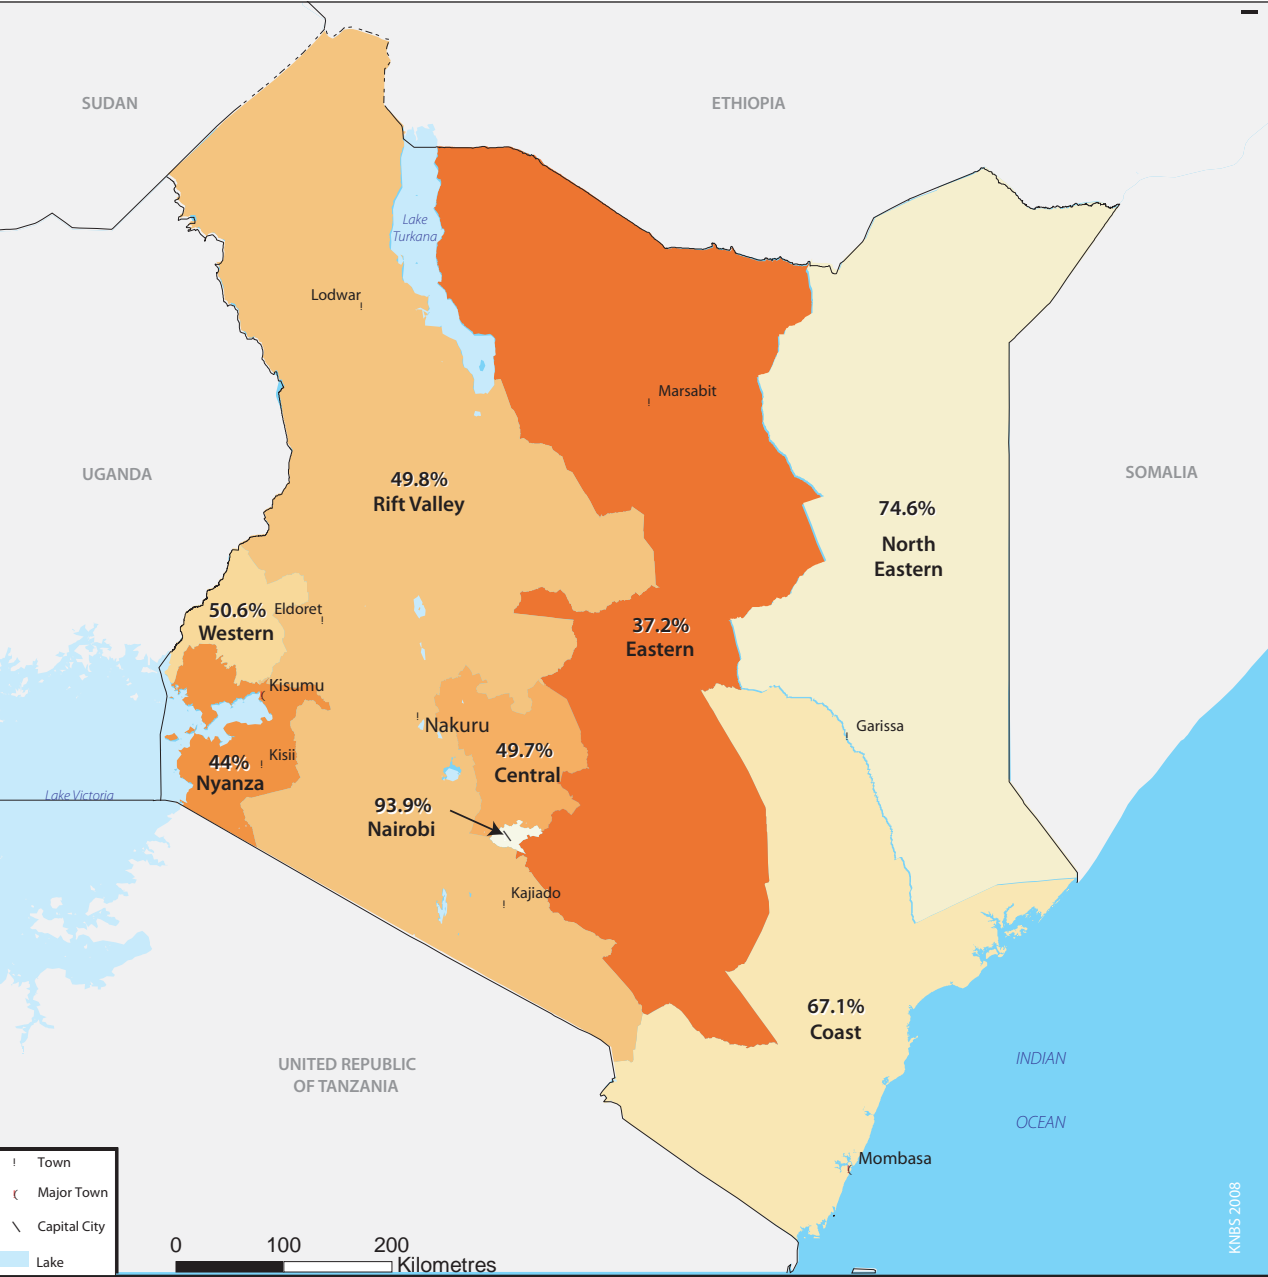 SUDAN
ETHIOPIA
Lake
Turkana
Lodwar
Marsabit
UGANDA
SOMALIA
49.8%
Rift Valley
74.6%
North
Eastern
50.6%
Western
Eldoret
37.2%
Eastern
Kisumu
Nakuru
Garissa
44%
Nyanza
Kisii
49.7%
Central
Lake Victoria
93.9%
Nairobi
Kajiado
67.1%
Coast
UNITED REPUBLIC
OF TANZANIA
INDIAN
OCEAN
Mombasa
Town
Major Town
Capital City
Lake
0 100 200
Kilometres
KNBS 2008